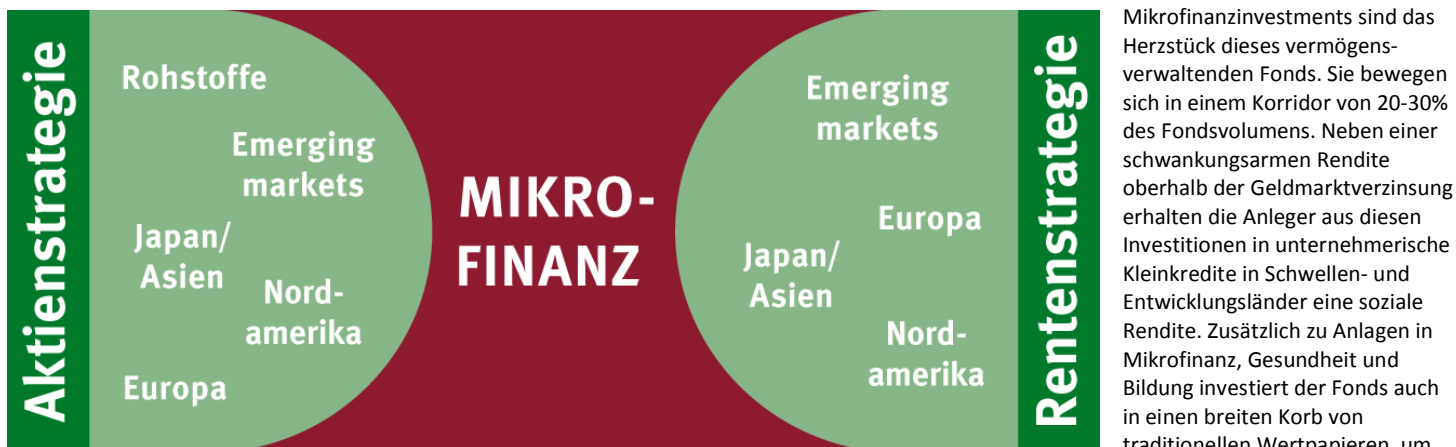 Aktienstrategie
Rohstoffe
Emerging
markets
Japan/
Asien
Nord-
amerika
Europa
MIKRO-
FINANZ
Emerging
markets
Europa
Japan/
Asien
Nord-
amerika
Rentenstrategie
Mikrofinanzinvestments sind das
Herzstück dieses vermögens-
verwaltenden Fonds. Sie bewegen
sich in einem Korridor von 20-30%
des Fondsvolumens. Neben einer
schwankungsarmen Rendite
oberhalb der Geldmarktverzinsung
erhalten die Anleger aus diesen
Investitionen in unternehmerische
Kleinkredite in Schwellen- und
Entwicklungsländer eine soziale
Rendite. Zusätzlich zu Anlagen in
Mikrofinanz, Gesundheit und
Bildung investiert der Fonds auch
in einen breiten Korb von
traditionellen Wertpapieren, um